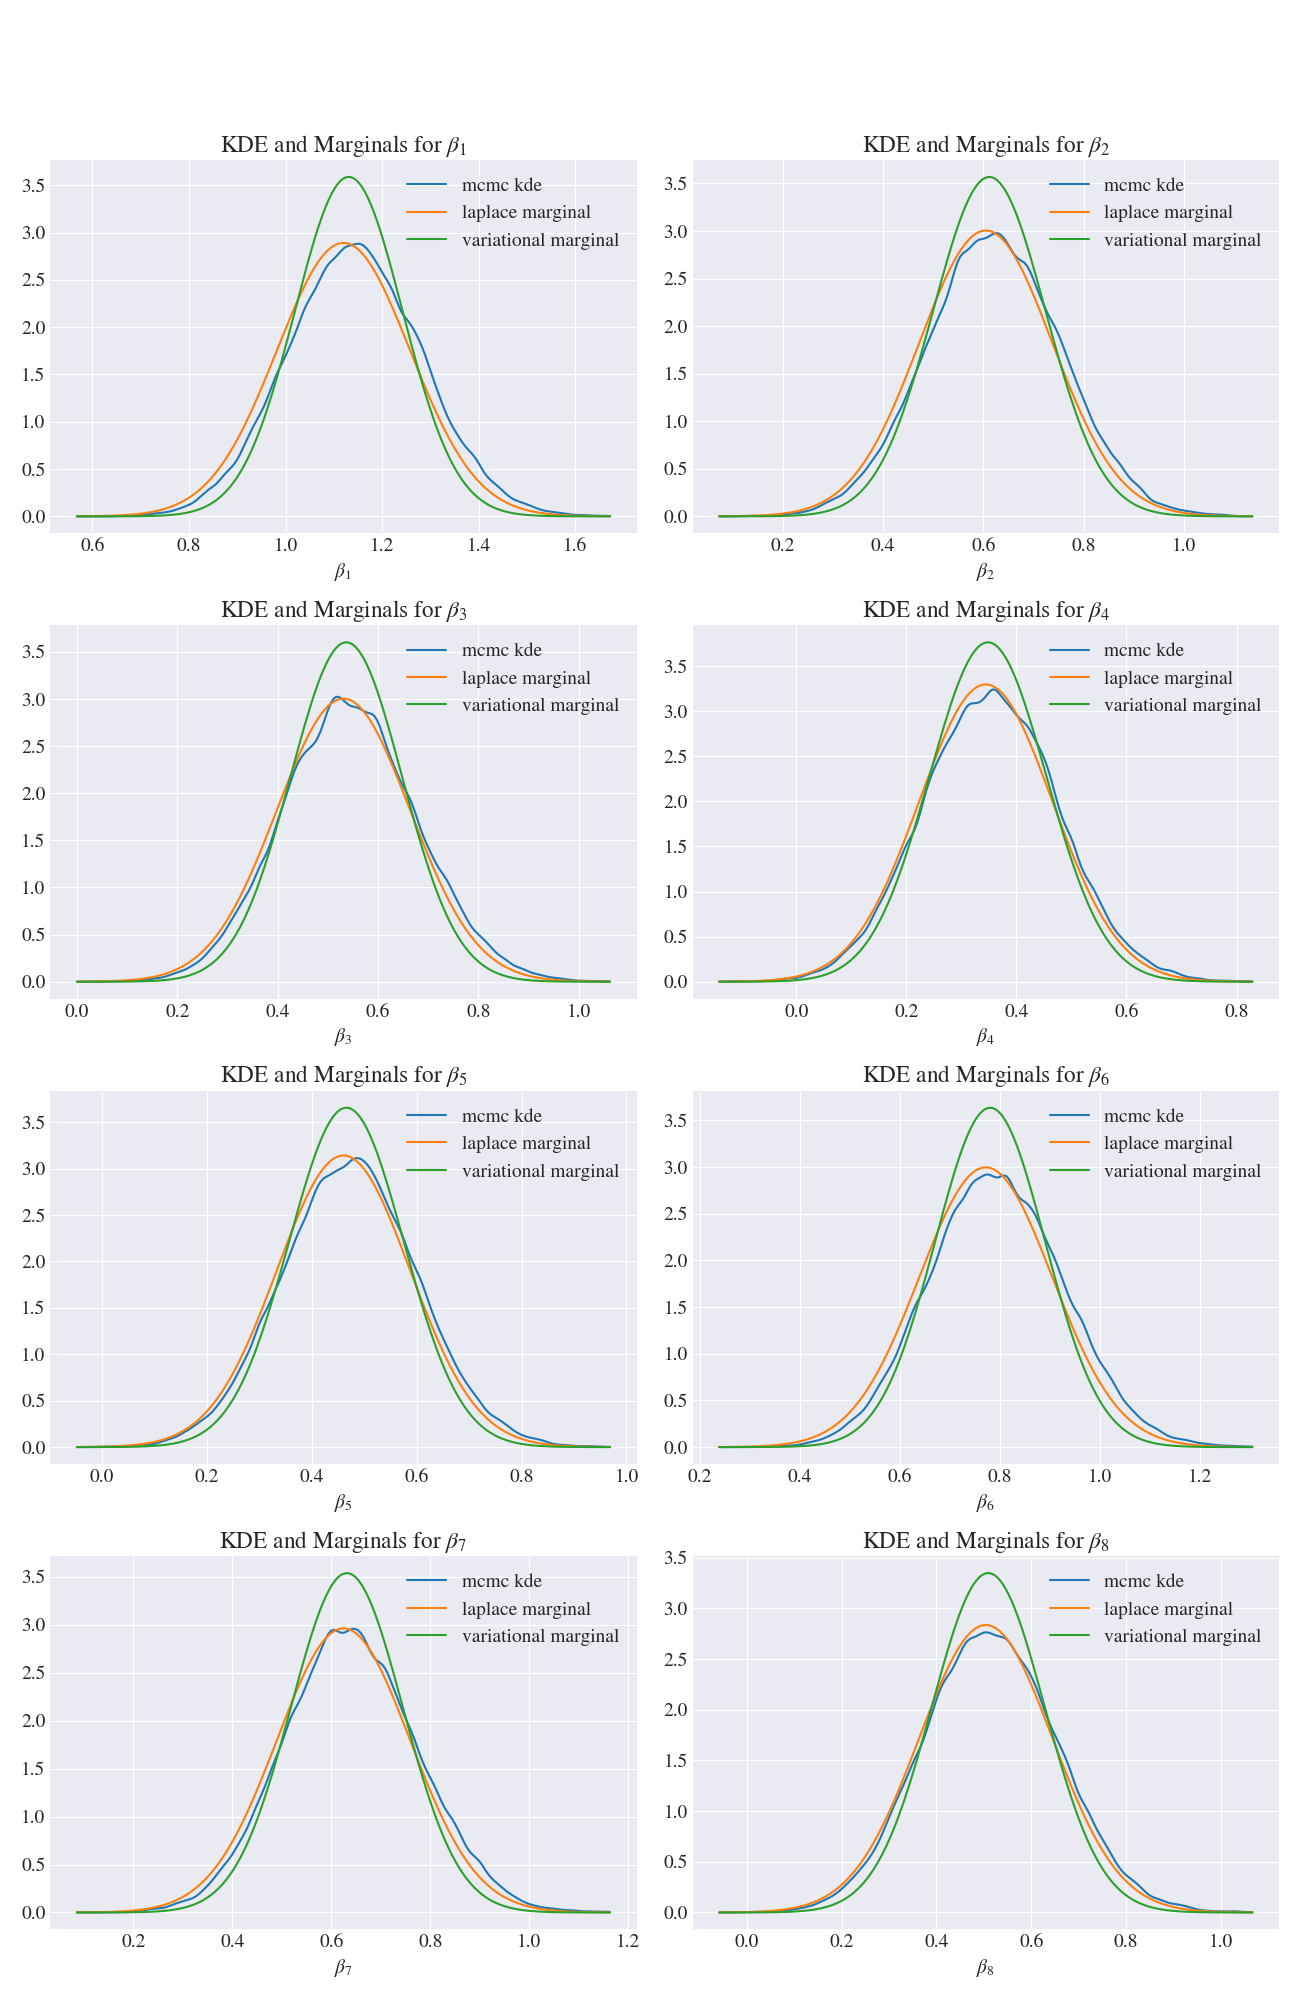 KDE and Marginals for β₁
mcmc kde
laplace marginal
variational marginal
3.5
3.0
2.5
2.0
1.5
1.0
0.5
0.0
0.6 0.8 1.0 1.2 1.4 1.6
β₁
KDE and Marginals for β₂
mcmc kde
laplace marginal
variational marginal
3.5
3.0
2.5
2.0
1.5
1.0
0.5
0.0
0.2 0.4 0.6 0.8 1.0
β₂
KDE and Marginals for β₃
mcmc kde
laplace marginal
variational marginal
3.5
3.0
2.5
2.0
1.5
1.0
0.5
0.0
0.0 0.2 0.4 0.6 0.8 1.0
β₃
KDE and Marginals for β₄
mcmc kde
laplace marginal
variational marginal
3.5
3.0
2.5
2.0
1.5
1.0
0.5
0.0
0.0 0.2 0.4 0.6 0.8
β₄
KDE and Marginals for β₅
mcmc kde
laplace marginal
variational marginal
3.5
3.0
2.5
2.0
1.5
1.0
0.5
0.0
0.0 0.2 0.4 0.6 0.8 1.0
β₅
KDE and Marginals for β₆
mcmc kde
laplace marginal
variational marginal
3.5
3.0
2.5
2.0
1.5
1.0
0.5
0.0
0.2 0.4 0.6 0.8 1.0 1.2
β₆
KDE and Marginals for β₇
mcmc kde
laplace marginal
variational marginal
3.5
3.0
2.5
2.0
1.5
1.0
0.5
0.0
0.2 0.4 0.6 0.8 1.0 1.2
β₇
KDE and Marginals for β₈
mcmc kde
laplace marginal
variational marginal
3.5
3.0
2.5
2.0
1.5
1.0
0.5
0.0
0.0 0.2 0.4 0.6 0.8 1.0
β₈